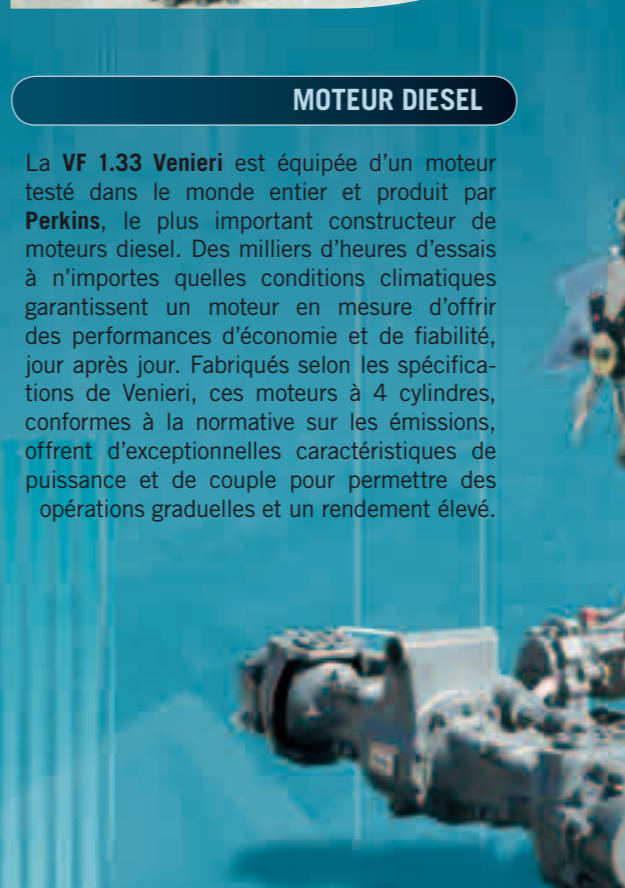 MOTEUR DIESEL
La VF 1.33 Venieri est équipée d'un moteur
testé dans le monde entier et produit par
Perkins, le plus important constructeur de
moteurs diesel. Des milliers d'heures d'essais
à n'importes quelles conditions climatiques
garantissent un moteur en mesure d'offrir
des performances d'économie et de fiabilité,
jour après jour. Fabriqués selon les spécifica-
tions de Venieri, ces moteurs à 4 cylindres,
conformes à la normative sur les émissions,
offrent d'exceptionnelles caractéristiques de
puissance et de couple pour permettre des
opérations graduelles et un rendement élevé.